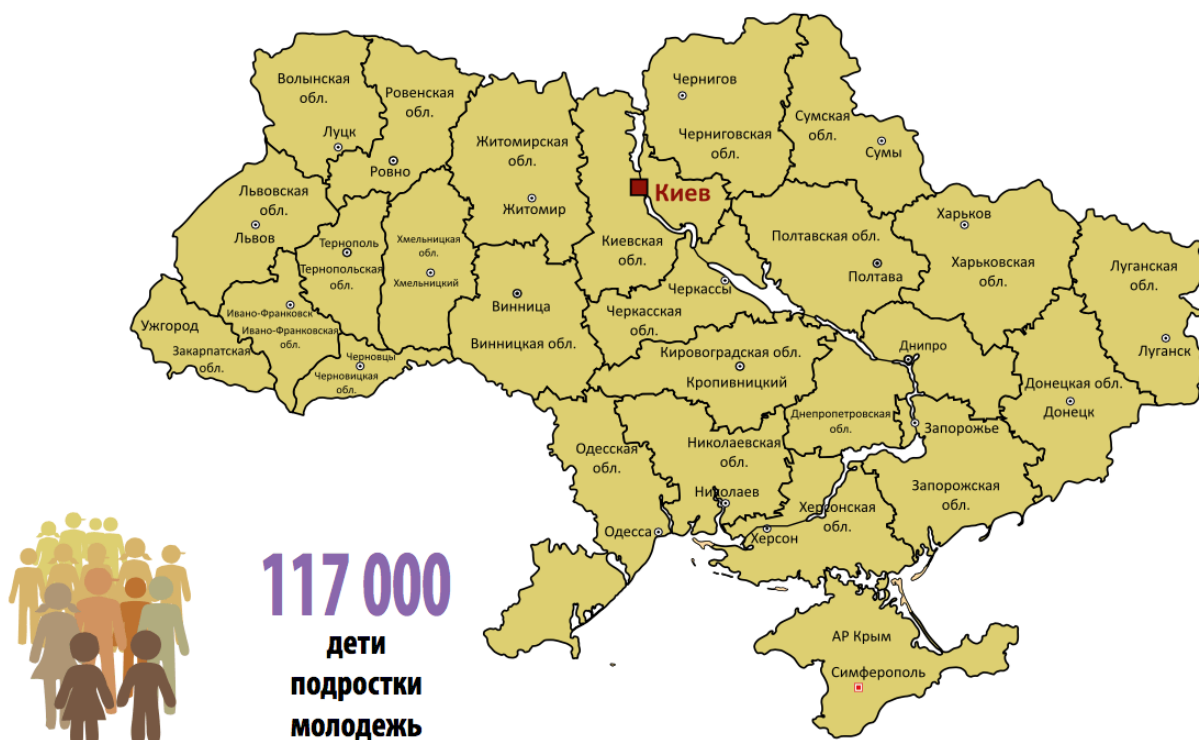 Волынская
обл.
Луцк
Ровенская
обл.
Ровно
Житомирская
обл.
Житомир
Чернигов
Черниговская
обл.
Сумская
обл.
Сумы
Киев
Киевская
обл.
Львовская
обл.
Львов
Тернополь
Тернопольская
обл.
Хмельницкая
обл.
Хмельницкий
Винница
Винницкая обл.
Черкассы
Черкасская
обл.
Полтавская обл.
Полтава
Харьков
Харьковская
обл.
Луганская
обл.
Луганск
Ужгород
Закарпатская
обл.
Ивано-Франковск
Ивано-Франковская
обл.
Черновцы
Черновицкая
обл.
Кировоградская обл.
Кропивницкий
Днипро
Днепропетровская
обл.
Донецкая обл.
Донецк
Запорожье
Запорожская
обл.
Одесская
обл.
Одесса
Николаевская
обл.
Николаев
Херсонская
обл.
Херсон
АР Крым
Симферополь
117 000
дети
подростки
молодежь